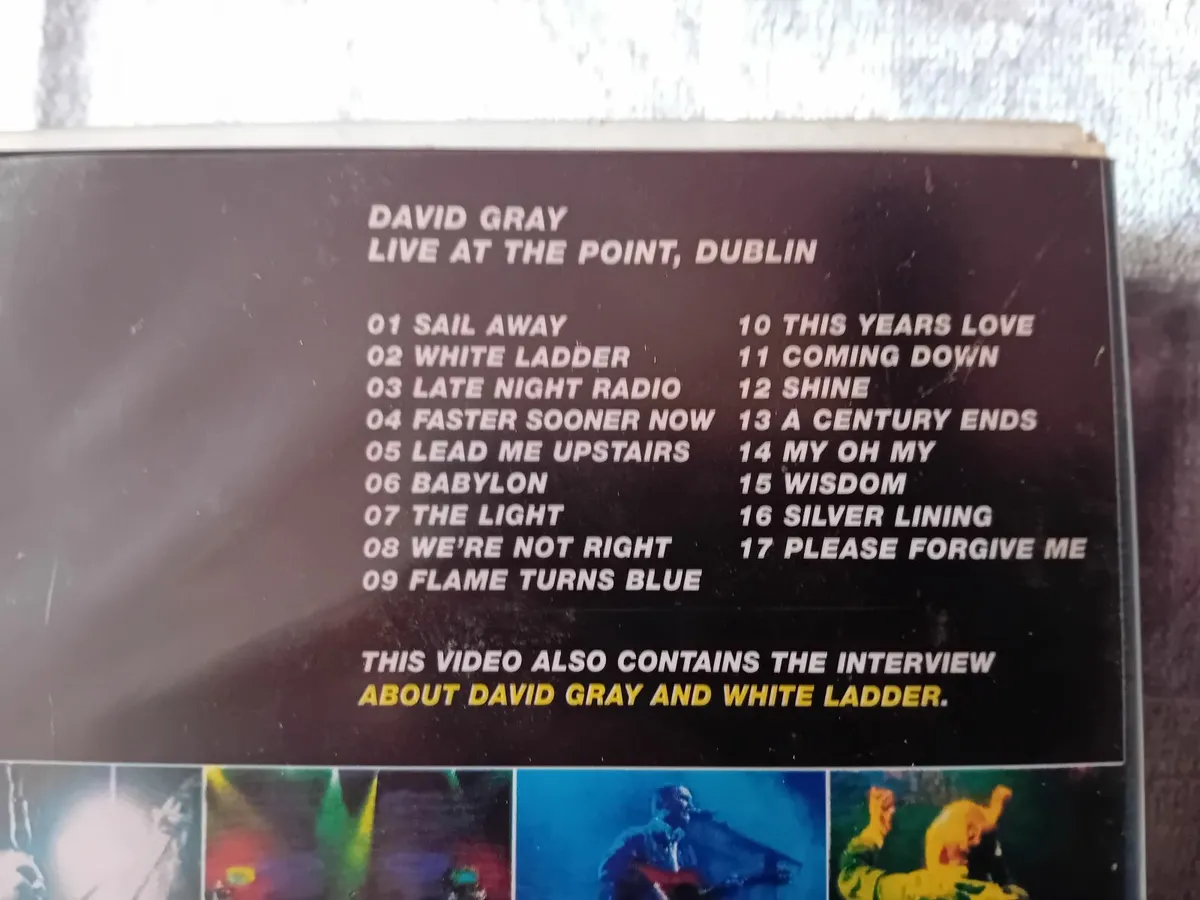 DAVID GRAY
LIVE AT THE POINT, DUBLIN
01 SAIL AWAY
02 WHITE LADDER
03 LATE NIGHT RADIO
04 FASTER SOONER NOW
05 LEAD ME UPSTAIRS
06 BABYLON
07 THE LIGHT
08 WE'RE NOT RIGHT
09 FLAME TURNS BLUE
10 THIS YEARS LOVE
11 COMING DOWN
12 SHINE
13 A CENTURY ENDS
14 MY OH MY
15 WISDOM
16 SILVER LINING
17 PLEASE FORGIVE ME
THIS VIDEO ALSO CONTAINS THE INTERVIEW
ABOUT DAVID GRAY AND WHITE LADDER.